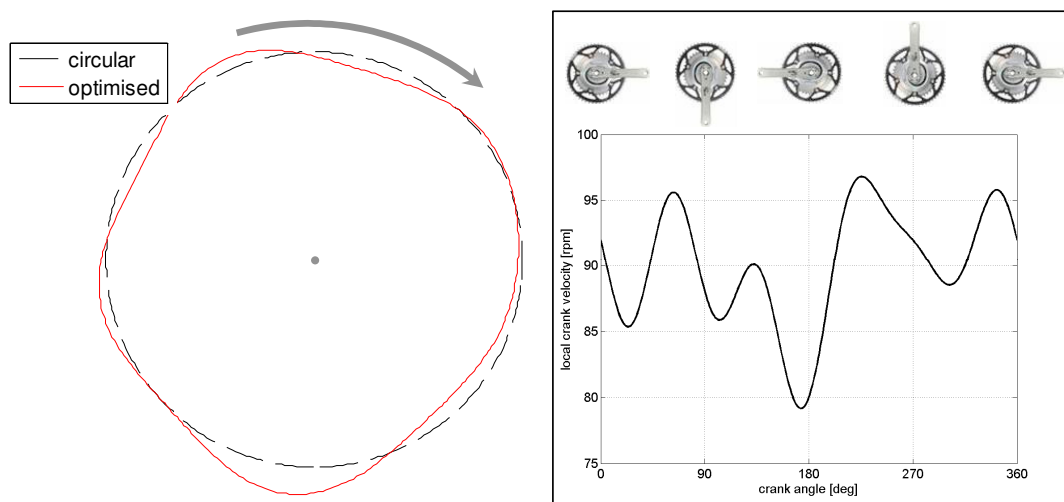 circular
optimised
100
95
90
85
80
75
local crank velocity [rpm]
0
90
180
270
360
crank angle [deg]